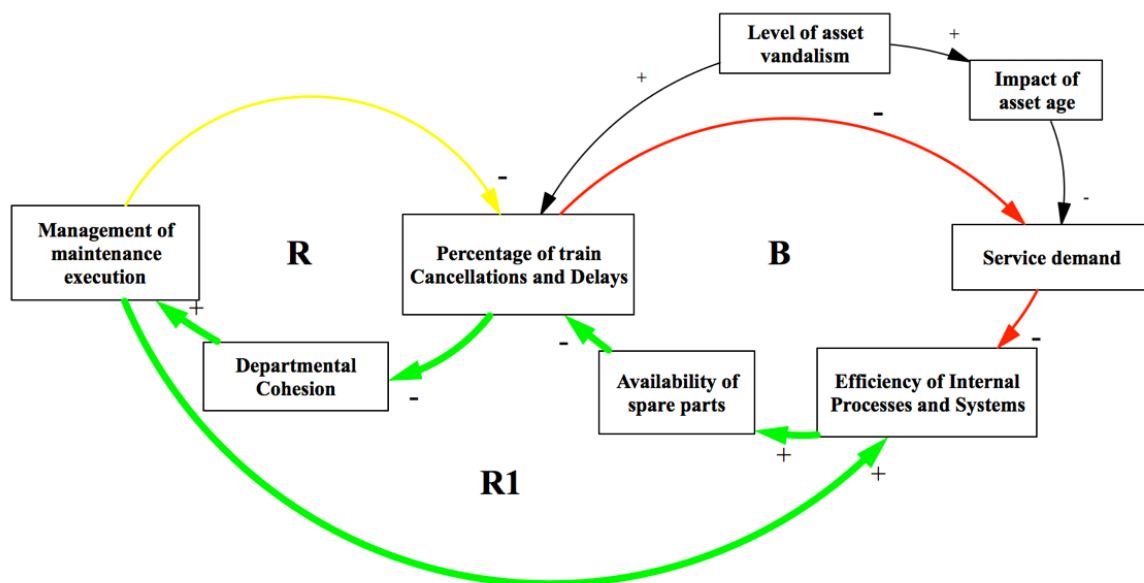 Level of asset
vandalism
+
+
Impact of
asset age
-
-
-
Management of
maintenance
execution
R
Percentage of train
Cancellations and Delays
B
Service demand
+
-
-
Departmental
Cohesion
-
Availability of
spare parts
Efficiency of Internal
Processes and Systems
+
+
R1